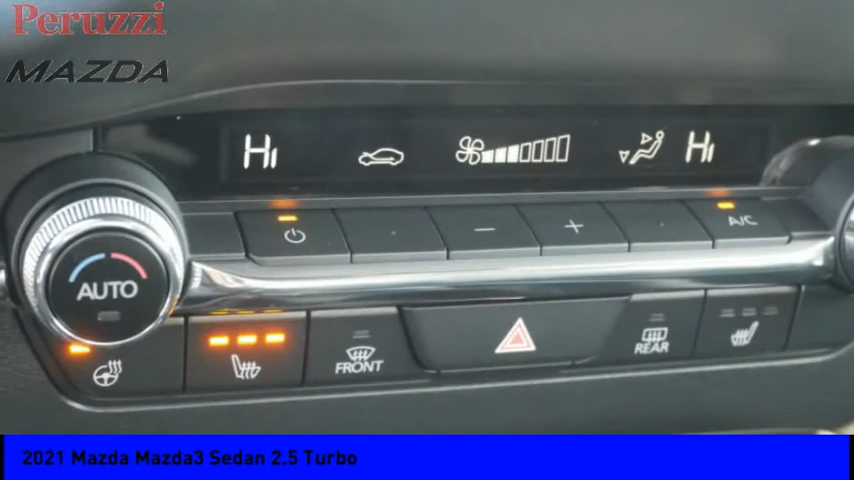 Peruzzi
MAZDA
Hi Hi
− + A/C
AUTO
FRONT REAR
2021 Mazda Mazda3 Sedan 2.5 Turbo